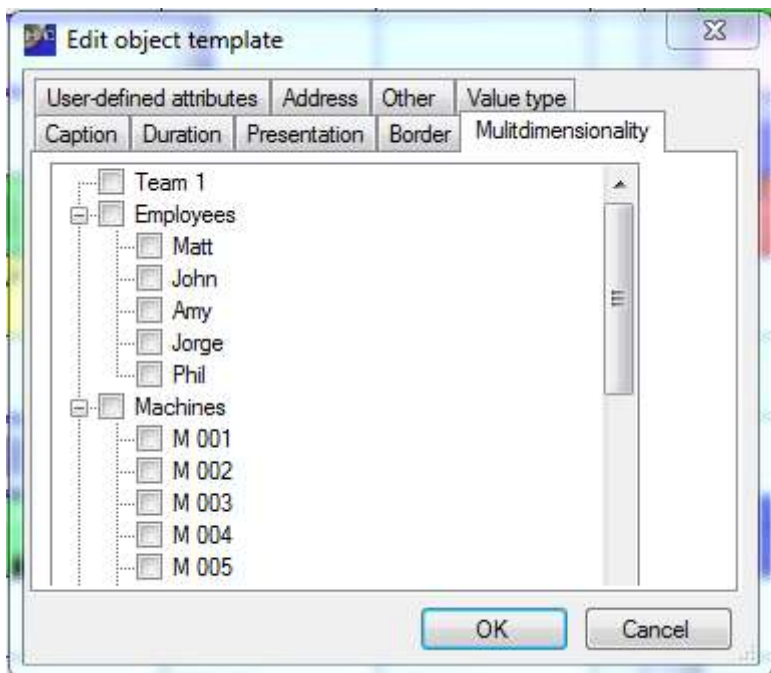 Edit object template
User-defined attributes Address Other Value type
Caption Duration Presentation Border Mulitdimensionality
Team 1
Employees
Matt
John
Amy
Jorge
Phil
Machines
M 001
M 002
M 003
M 004
M 005
OK Cancel